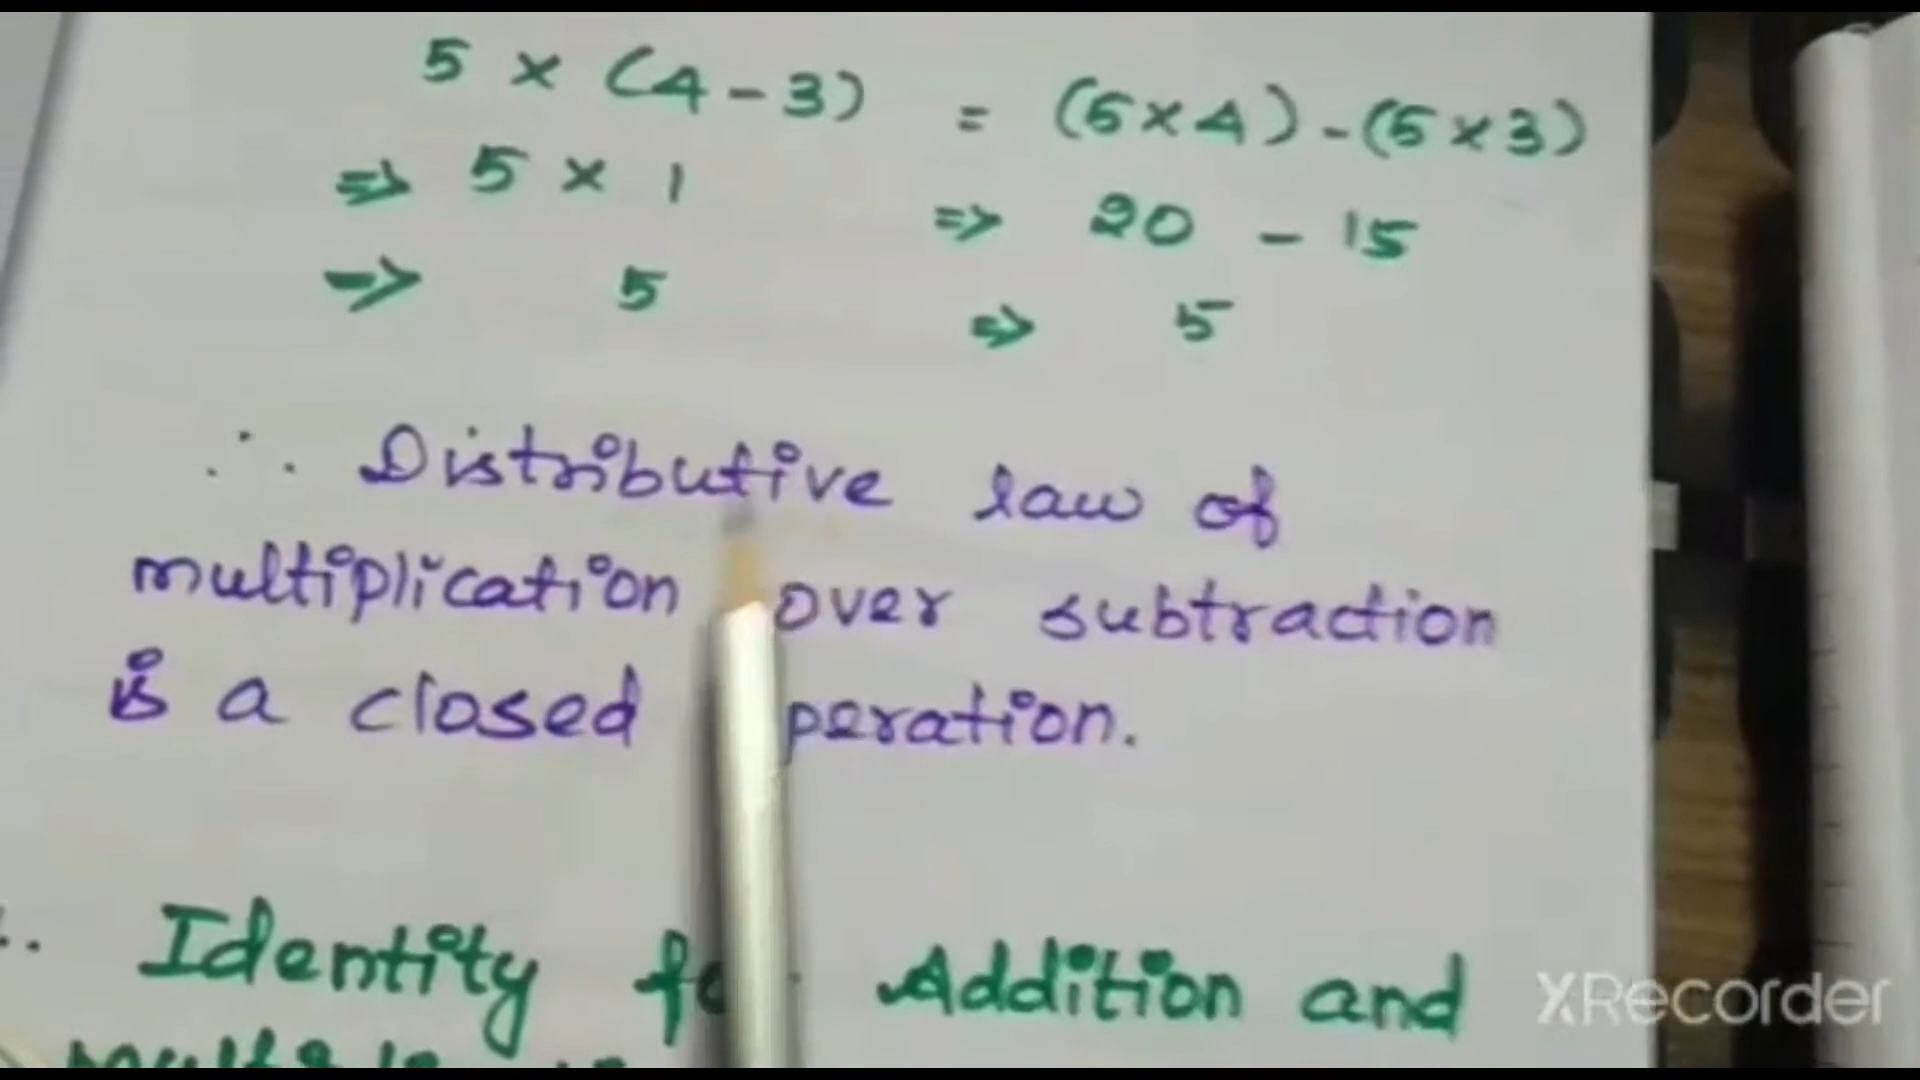 5 × (4 - 3) = (5 × 4) - (5 × 3)
⇒ 5 × 1 ⇒ 20 - 15
⇒ 5 ⇒ 5
∴ Distributive law of
multiplication over subtraction
is a closed peration.
Identity Addition and
XRecorder